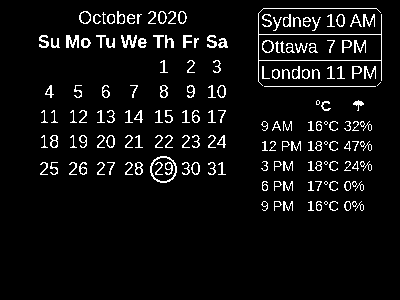 October 2020
Su Mo Tu We Th Fr Sa
1 2 3
4 5 6 7 8 9 10
11 12 13 14 15 16 17
18 19 20 21 22 23 24
25 26 27 28 29 30 31
Sydney 10 AM
Ottawa 7 PM
London 11 PM
°C
9 AM 16°C 32%
12 PM 18°C 47%
3 PM 18°C 24%
6 PM 17°C 0%
9 PM 16°C 0%